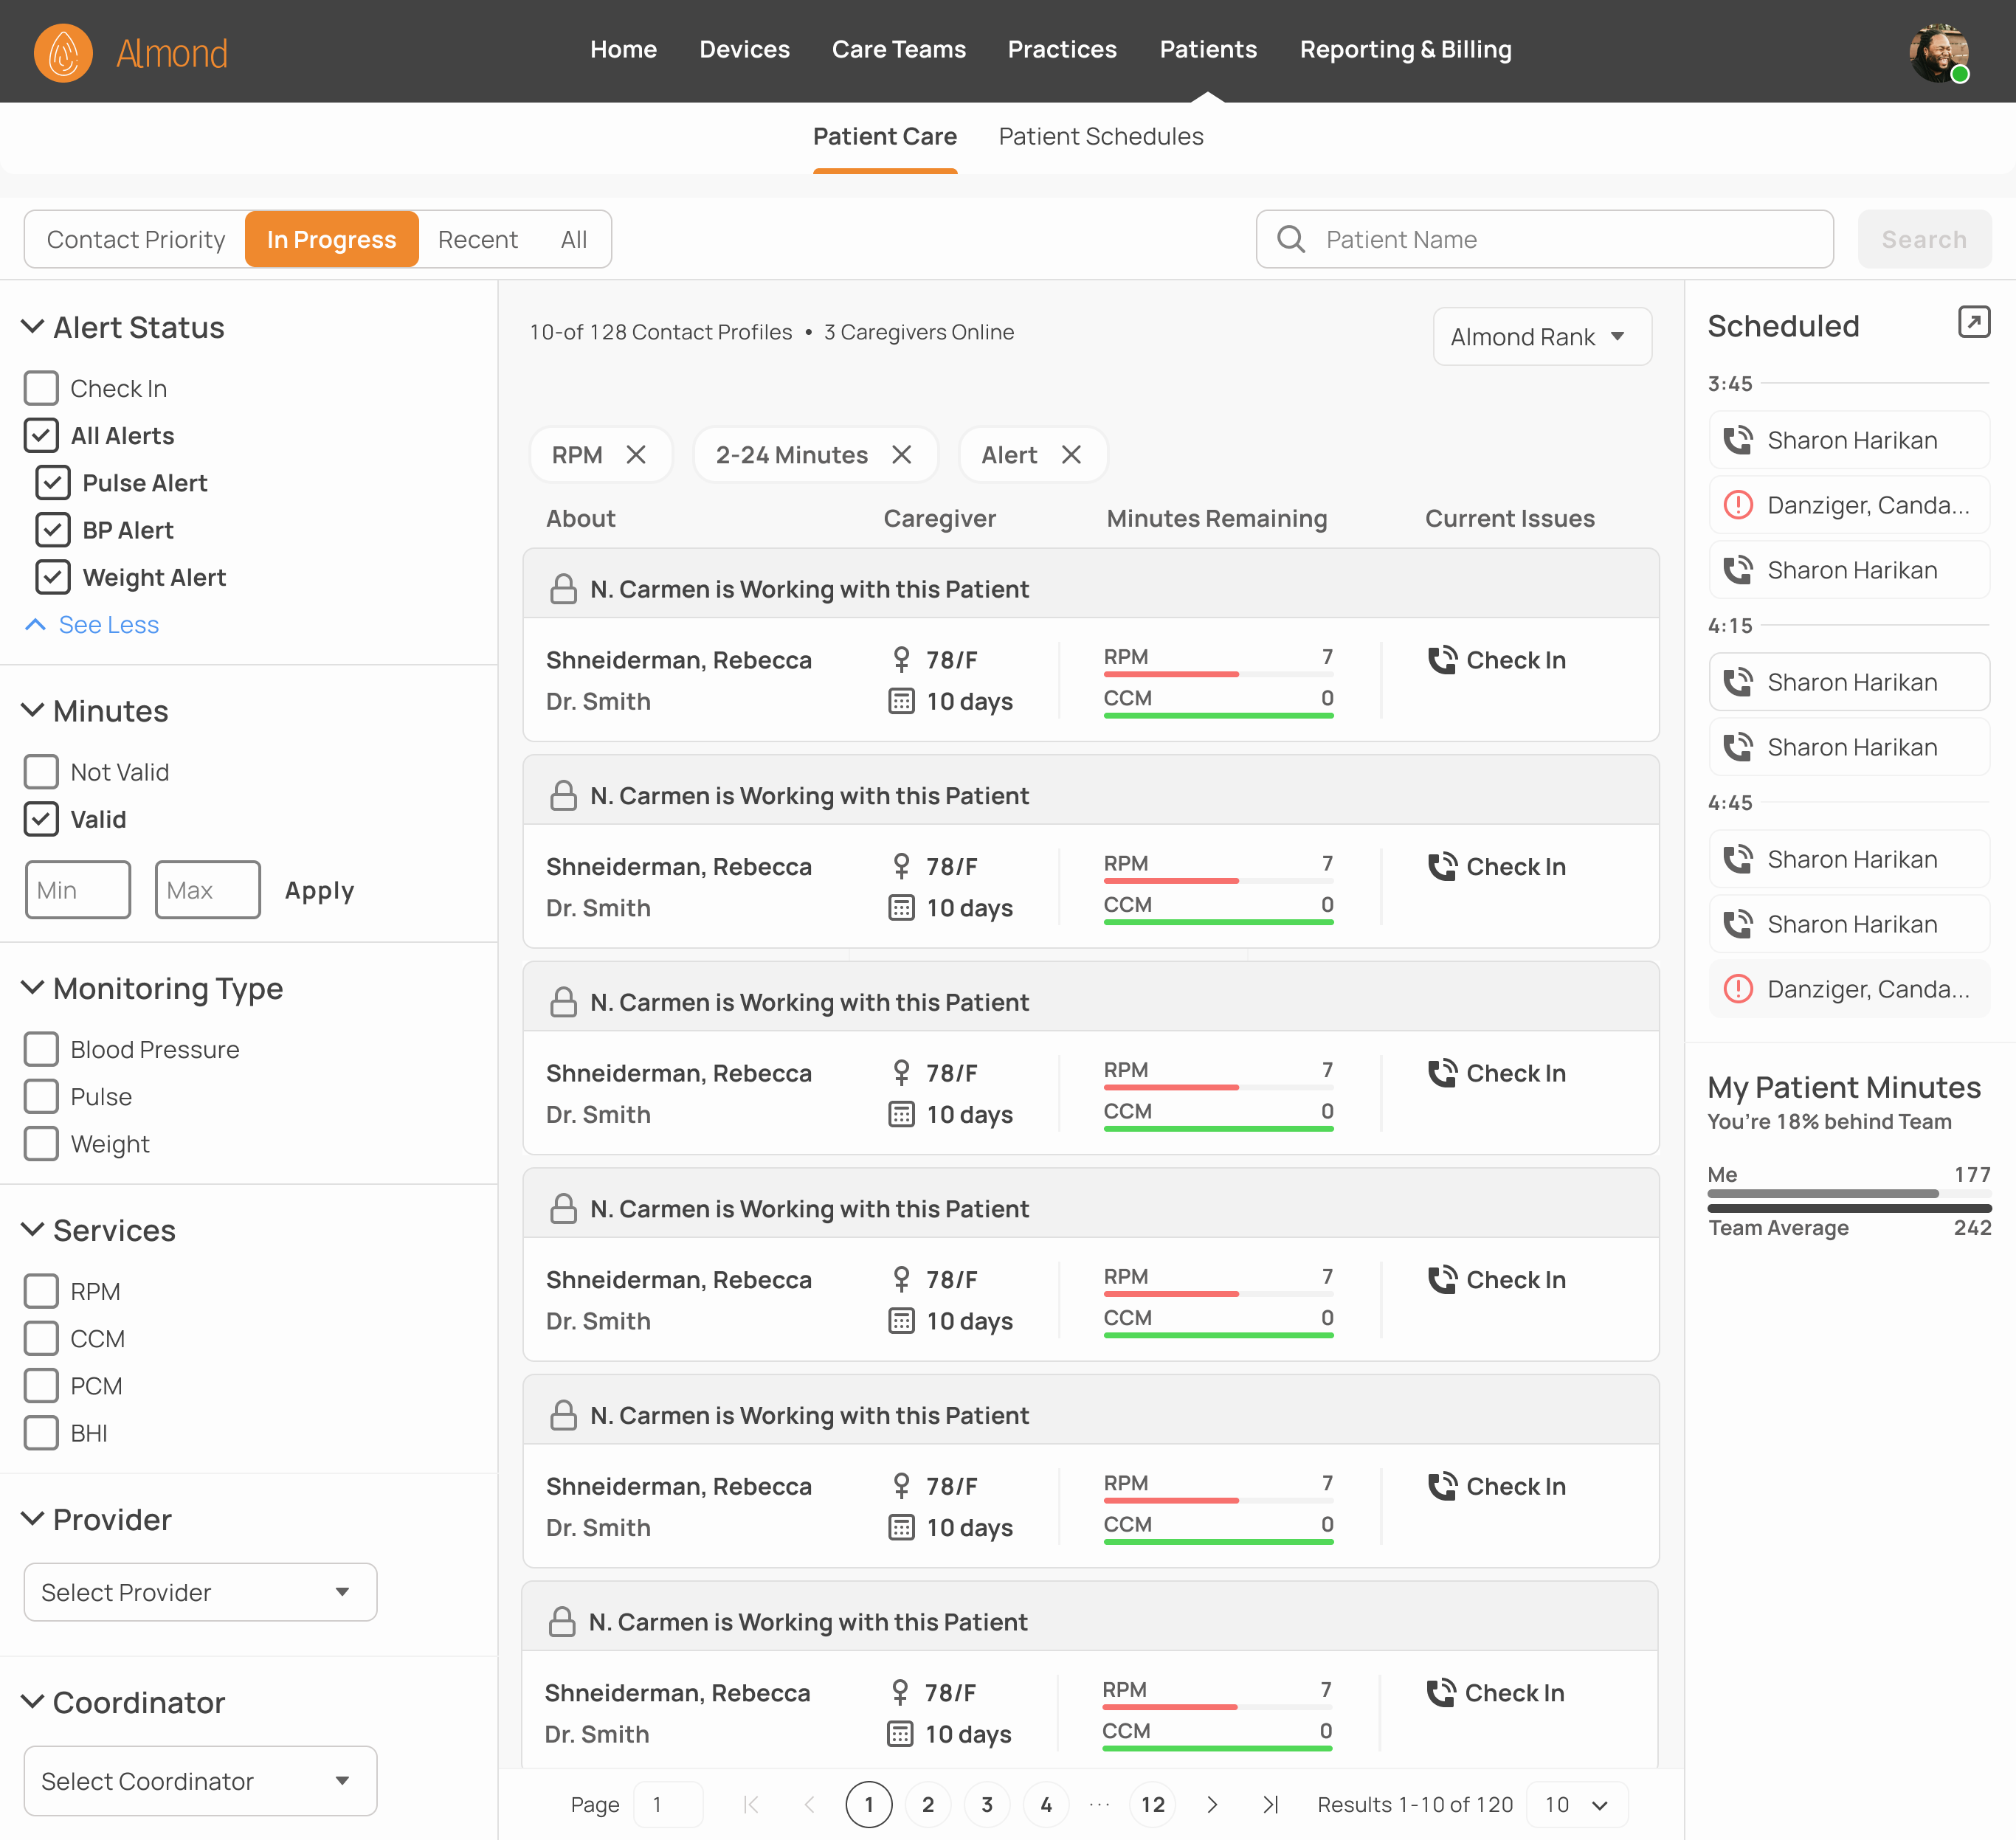 Almond
Home Devices Care Teams Practices Patients Reporting & Billing
Patient Care Patient Schedules
Contact Priority In Progress Recent All
Patient Name Search
Alert Status
Check In
All Alerts
Pulse Alert
BP Alert
Weight Alert
See Less
Minutes
Not Valid
Valid
Min Max Apply
Monitoring Type
Blood Pressure
Pulse
Weight
Services
RPM
CCM
PCM
BHI
Provider
Select Provider
Coordinator
Select Coordinator
10-of 128 Contact Profiles • 3 Caregivers Online
Almond Rank
RPM 2-24 Minutes Alert
About Caregiver Minutes Remaining Current Issues
N. Carmen is Working with this Patient
Shneiderman, Rebecca 78/F RPM 7 Check In
Dr. Smith 10 days CCM 0
N. Carmen is Working with this Patient
Shneiderman, Rebecca 78/F RPM 7 Check In
Dr. Smith 10 days CCM 0
N. Carmen is Working with this Patient
Shneiderman, Rebecca 78/F RPM 7 Check In
Dr. Smith 10 days CCM 0
N. Carmen is Working with this Patient
Shneiderman, Rebecca 78/F RPM 7 Check In
Dr. Smith 10 days CCM 0
N. Carmen is Working with this Patient
Shneiderman, Rebecca 78/F RPM 7 Check In
Dr. Smith 10 days CCM 0
N. Carmen is Working with this Patient
Shneiderman, Rebecca 78/F RPM 7 Check In
Dr. Smith 10 days CCM 0
Page 1 1 2 3 4 ... 12 Results 1-10 of 120 10
Scheduled
3:45
Sharon Harikan
Danziger, Canda...
Sharon Harikan
4:15
Sharon Harikan
Sharon Harikan
4:45
Sharon Harikan
Sharon Harikan
Danziger, Canda...
My Patient Minutes
You're 18% behind Team
Me 177
Team Average 242